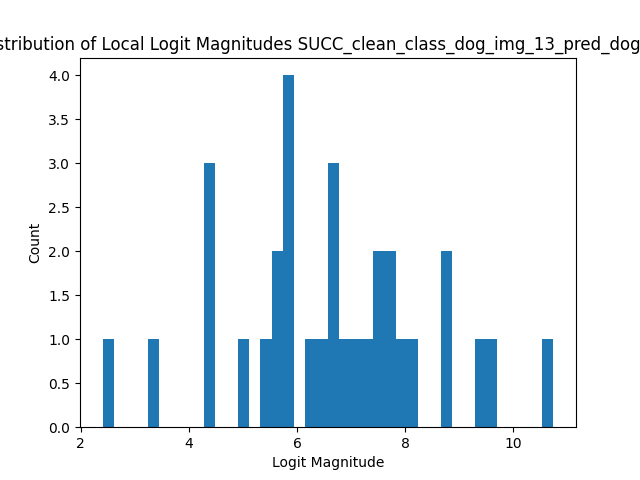 stribution of Local Logit Magnitudes SUCC_clean_class_dog_img_13_pred_dog
4.0
3.5
3.0
2.5
2.0
1.5
1.0
0.5
0.0
Count
2 4 6 8 10
Logit Magnitude